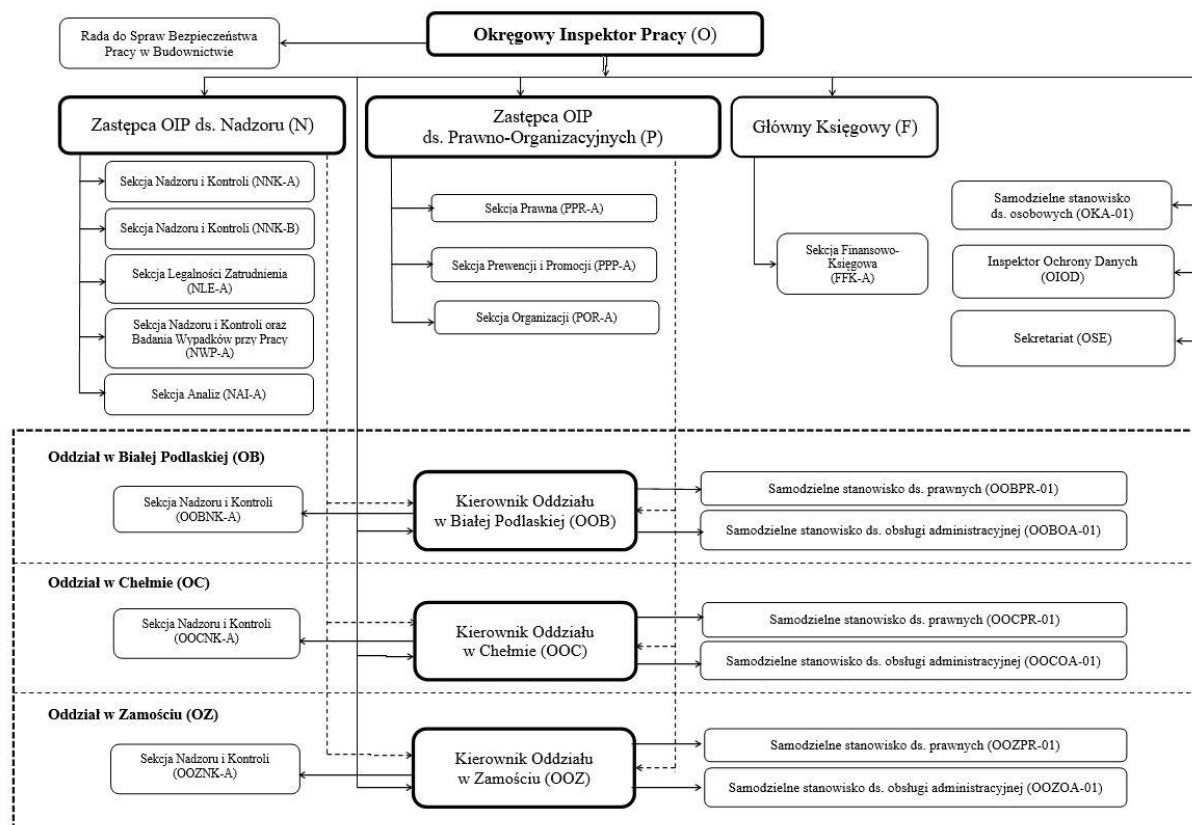 Rada do Spraw Bezpieczeństwa
Pracy w Budownictwie
Okręgowy Inspektor Pracy (O)
Zastępca OIP ds. Nadzoru (N)
Zastępca OIP
ds. Prawno-Organizacyjnych (P)
Główny Księgowy (F)
Sekcja Nadzoru i Kontroli (NNK-A)
Sekcja Nadzoru i Kontroli (NNK-B)
Sekcja Legalności Zatrudnienia
(NLE-A)
Sekcja Nadzoru i Kontroli oraz
Badania Wypadków przy Pracy
(NWP-A)
Sekcja Analiz (NAI-A)
Sekcja Prawna (PPR-A)
Sekcja Prewencji i Promocji (PPP-A)
Sekcja Organizacji (POR-A)
Sekcja Finansowo-
Księgowa
(FFK-A)
Samodzielne stanowisko
ds. osobowych (OKA-01)
Inspektor Ochrony Danych
(OIOD)
Sekretariat (OSE)
Oddział w Białej Podlaskiej (OB)
Sekcja Nadzoru i Kontroli
(OOBNK-A)
Kierownik Oddziału
w Białej Podlaskiej (OOB)
Samodzielne stanowisko ds. prawnych (OOBPR-01)
Samodzielne stanowisko ds. obsługi administracyjnej (OOBOA-01)
Oddział w Chełmie (OC)
Sekcja Nadzoru i Kontroli
(OOCNK-A)
Kierownik Oddziału
w Chełmie (OOC)
Samodzielne stanowisko ds. prawnych (OOCPR-01)
Samodzielne stanowisko ds. obsługi administracyjnej (OOCOA-01)
Oddział w Zamościu (OZ)
Sekcja Nadzoru i Kontroli
(OOZNK-A)
Kierownik Oddziału
w Zamościu (OOZ)
Samodzielne stanowisko ds. prawnych (OOZPR-01)
Samodzielne stanowisko ds. obsługi administracyjnej (OOZOA-01)